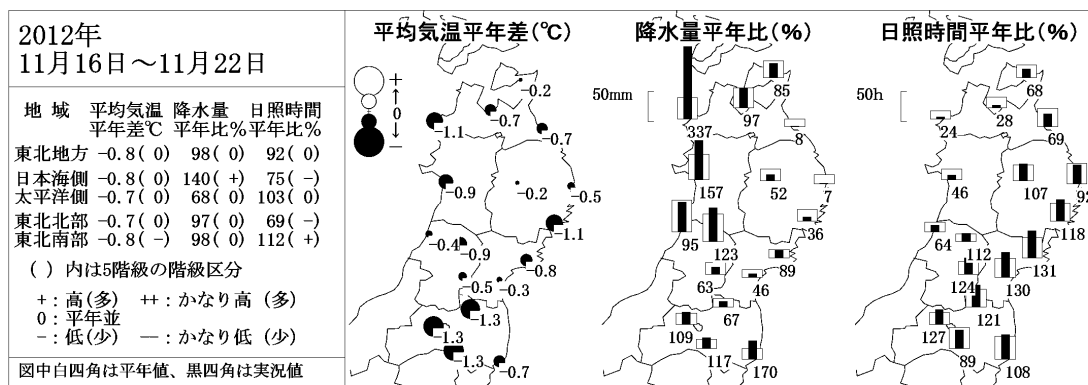 2012年
11月16日～11月22日
地 域 平均気温 降水量 日照時間
平年差℃ 平年比% 平年比%
東北地方 -0.8( 0) 98( 0) 92( 0)
日本海側 -0.8( 0) 140( +) 75( -)
太平洋側 -0.7( 0) 68( 0) 103( 0)
東北北部 -0.7( 0) 97( 0) 69( -)
東北南部 -0.8( -) 98( 0) 112( +)
( ) 内は5階級の階級区分
+：高(多) ++：かなり高 (多)
0：平年並
-：低(少) --：かなり低 (少)
図中白四角は平年値、黒四角は実況値
平均気温平年差(℃)
+
0
-
-0.2
-0.7
-1.1
-1.7
-0.9
-0.2
-0.5
-1.1
-0.4
-0.9
-0.8
-0.5
-0.3
-1.3
-1.3
-1.3
-0.7
降水量平年比(%)
50mm
85
337
97
8
157
52
7
36
95
123
89
63
46
67
109
117
170
日照時間平年比(%)
50h
68
24
28
69
46
107
92
118
64
112
131
124
130
121
127
89
108